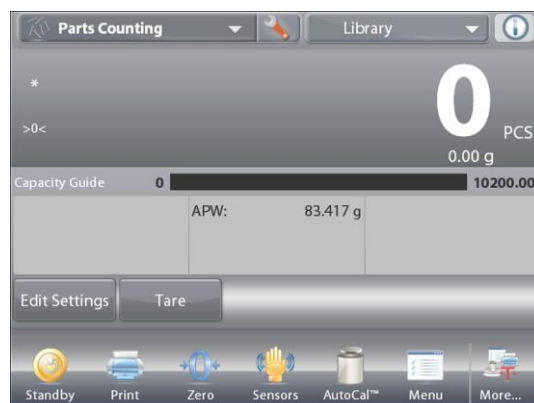 Parts Counting
Library
*
0
>0<
PCS
0.00 g
Capacity Guide 0 10200.00
APW: 83.417 g
Edit Settings Tare
Standby Print Zero Sensors AutoCal™ Menu More...